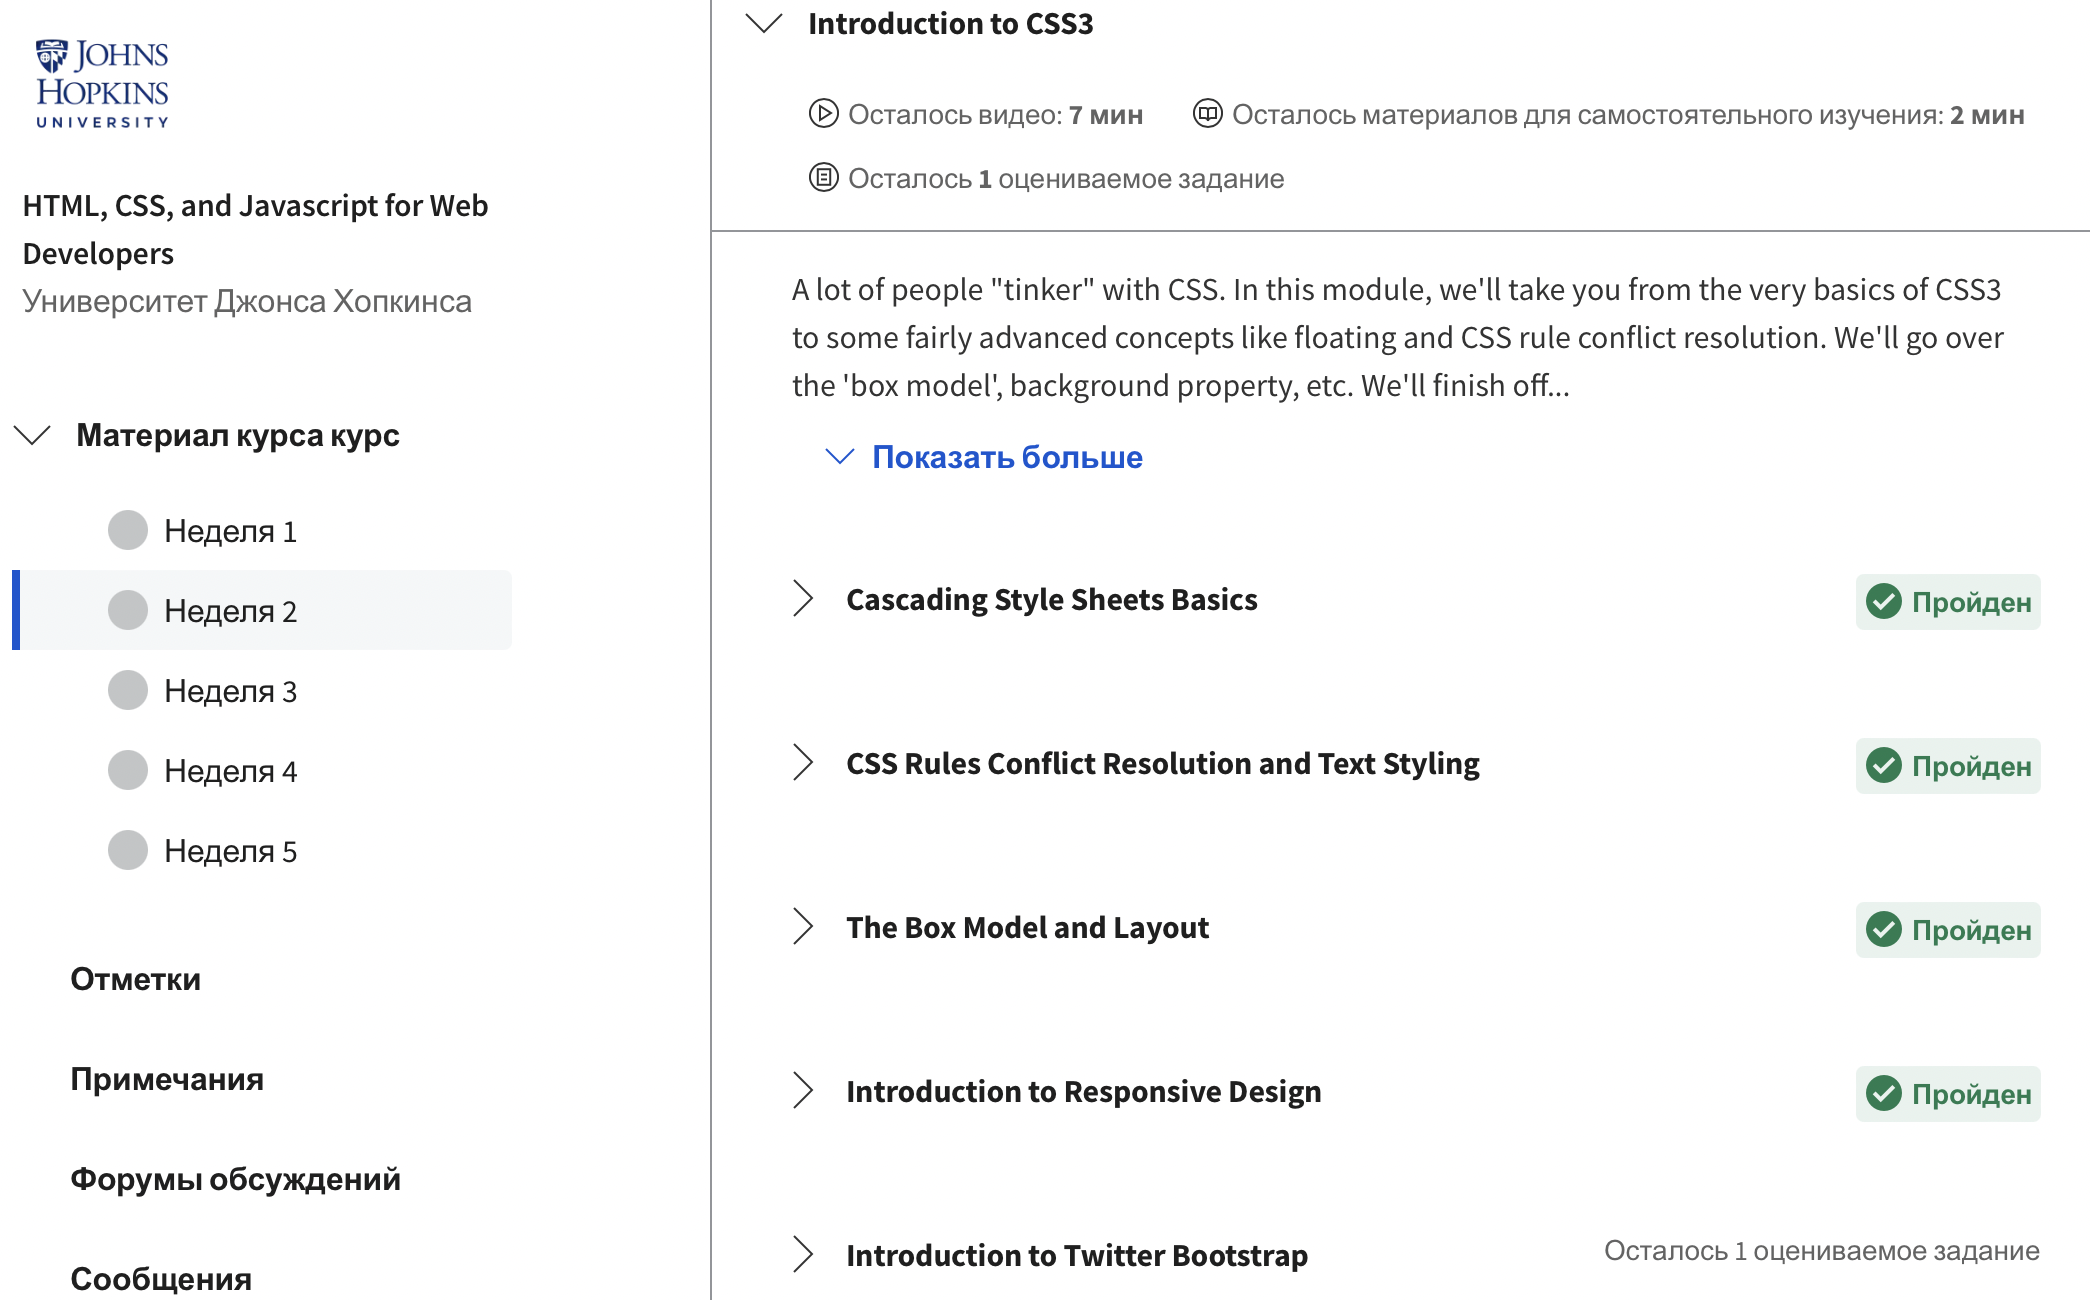 JOHNS
HOPKINS
UNIVERSITY
HTML, CSS, and Javascript for Web
Developers
Университет Джонса Хопкинса
Материал курса курс
Неделя 1
Неделя 2
Неделя 3
Неделя 4
Неделя 5
Отметки
Примечания
Форумы обсуждений
Сообщения
Introduction to CSS3
Осталось видео: 7 мин
Осталось материалов для самостоятельного изучения: 2 мин
Осталось 1 оцениваемое задание
A lot of people "tinker" with CSS. In this module, we'll take you from the very basics of CSS3
to some fairly advanced concepts like floating and CSS rule conflict resolution. We'll go over
the 'box model', background property, etc. We'll finish off...
Показать больше
Cascading Style Sheets Basics
Пройден
CSS Rules Conflict Resolution and Text Styling
Пройден
The Box Model and Layout
Пройден
Introduction to Responsive Design
Пройден
Introduction to Twitter Bootstrap
Осталось 1 оцениваемое задание